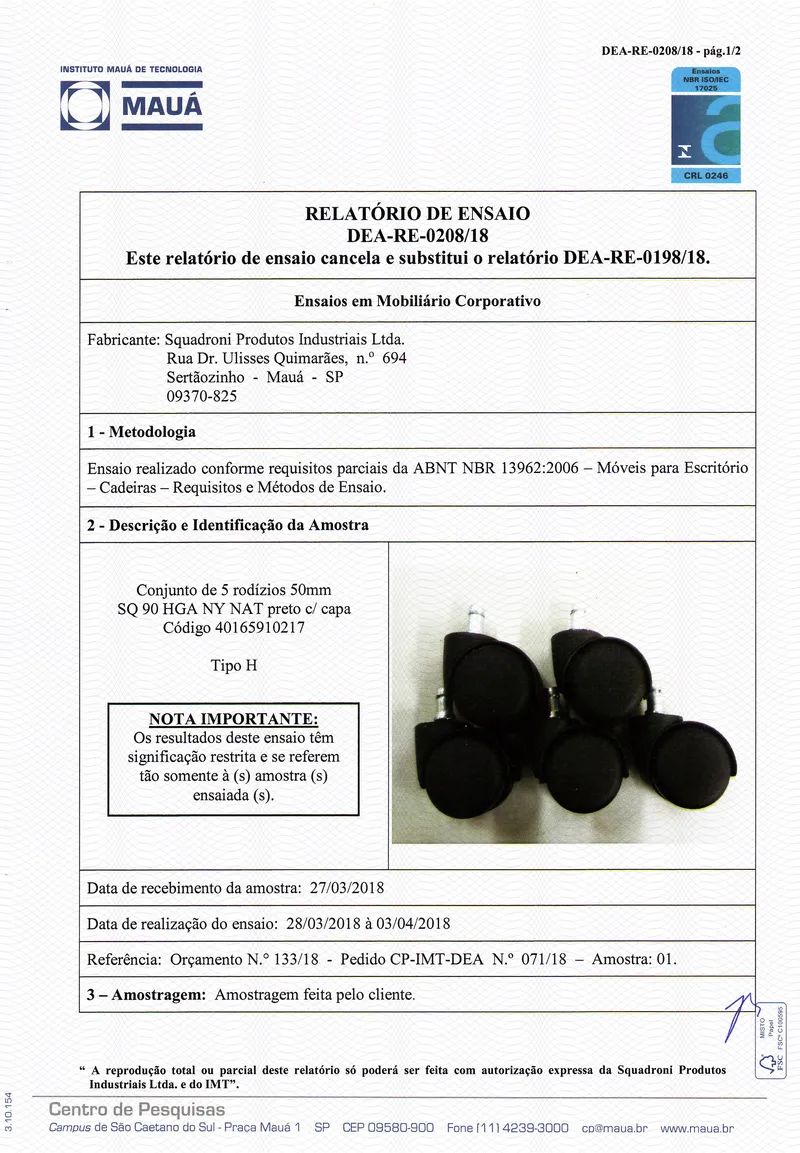 DEA-RE-0208/18 - pág.1/2
INSTITUTO MAUÁ DE TECNOLOGIA
MAUÁ
Ensaios
NBR ISO/IEC
17025
CRL 0246
RELATÓRIO DE ENSAIO
DEA-RE-0208/18
Este relatório de ensaio cancela e substitui o relatório DEA-RE-0198/18.
Ensaios em Mobiliário Corporativo
Fabricante: Squadroni Produtos Industriais Ltda.
Rua Dr. Ulisses Quimarães, n.º 694
Sertãozinho - Mauá - SP
09370-825
1 - Metodologia
Ensaio realizado conforme requisitos parciais da ABNT NBR 13962:2006 – Móveis para Escritório
– Cadeiras – Requisitos e Métodos de Ensaio.
2 - Descrição e Identificação da Amostra
Conjunto de 5 rodízios 50mm
SQ 90 HGA NY NAT preto c/ capa
Código 40165910217
Tipo H
NOTA IMPORTANTE:
Os resultados deste ensaio têm
significação restrita e se referem
tão somente à (s) amostra (s)
ensaiada (s).
Data de recebimento da amostra: 27/03/2018
Data de realização do ensaio: 28/03/2018 à 03/04/2018
Referência: Orçamento N.° 133/18 - Pedido CP-IMT-DEA N.º 071/18 – Amostra: 01.
3 – Amostragem: Amostragem feita pelo cliente.
MISTO
Papel
FSC FSC® C100595
“ A reprodução total ou parcial deste relatório só poderá ser feita com autorização expressa da Squadroni Produtos
Industriais Ltda. e do IMT”.
3.10.154
Centro de Pesquisas
Campus de São Caetano do Sul - Praça Mauá 1 SP CEP 09580-900 Fone (11) 4239-3000 cp@maua.br www.maua.br